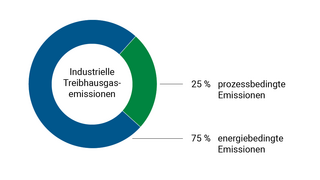 Industrielle
Treibhausgas-
emissionen
25 % prozessbedingte
Emissionen
75 % energiebedingte
Emissionen